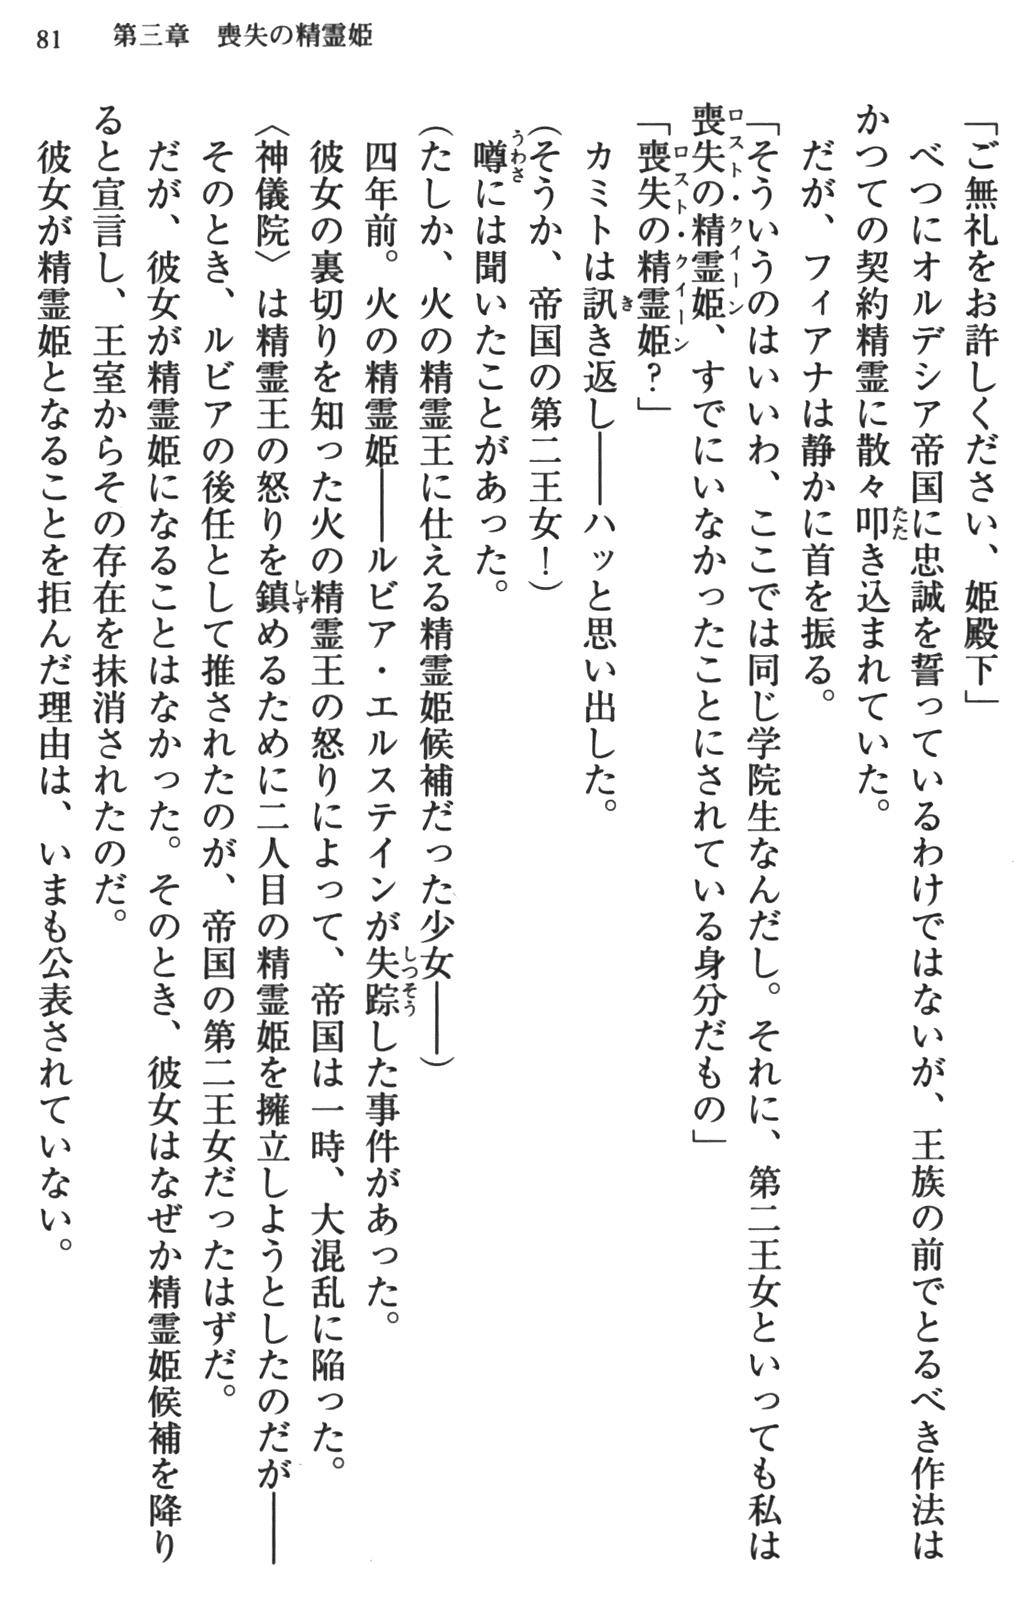 81　第三章　喪失の精霊姫
「ご無礼をお許しください、姫殿下」
べつにオルデシア帝国に忠誠を誓っているわけではないが、王族の前でとるべき作法は
かつての契約精霊に散々叩き込まれていた。
だが、フィアナは静かに首を振る。
「そういうのはいいわ、ここでは同じ学院生なんだし。それに、第二王女といっても私は
喪失の精霊姫、すでにいなかったことにされている身分だもの」
「喪失の精霊姫？」
カミトは訊き返し――ハッと思い出した。
（そうか、帝国の第二王女！）
噂には聞いたことがあった。
（たしか、火の精霊王に仕える精霊姫候補だった少女――）
四年前。火の精霊姫――ルビア・エルステインが失踪した事件があった。
彼女の裏切りを知った火の精霊王の怒りによって、帝国は一時、大混乱に陥った。
〈神儀院〉は精霊王の怒りを鎮めるために二人目の精霊姫を擁立しようとしたのだが――
そのとき、ルビアの後任として推されたのが、帝国の第二王女だったはずだ。
だが、彼女が精霊姫になることはなかった。そのとき、彼女はなぜか精霊姫候補を降り
ると宣言し、王室からその存在を抹消されたのだ。
彼女が精霊姫となることを拒んだ理由は、いまも公表されていない。